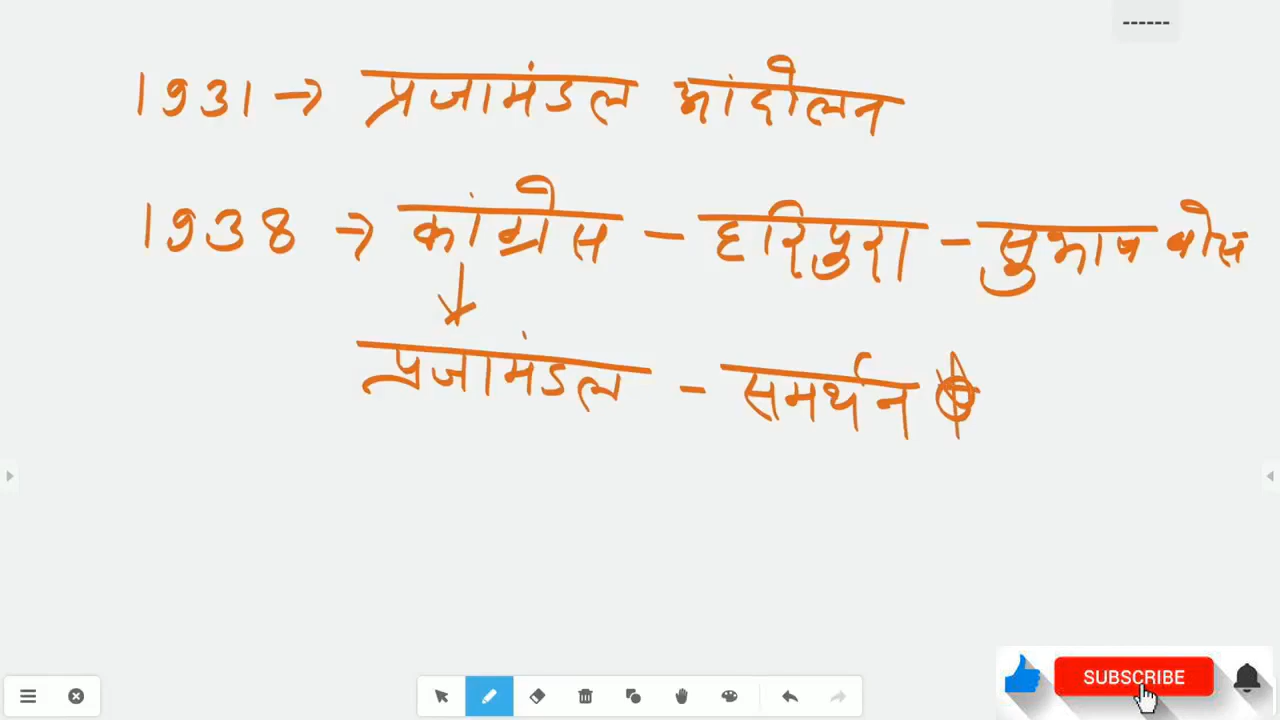 ------
1931 → प्रजामंडल आंदोलन
1938 → कांग्रेस - हरिपुरा - सुभाष बोस
प्रजामंडल - समर्थन
SUBSCRIBE